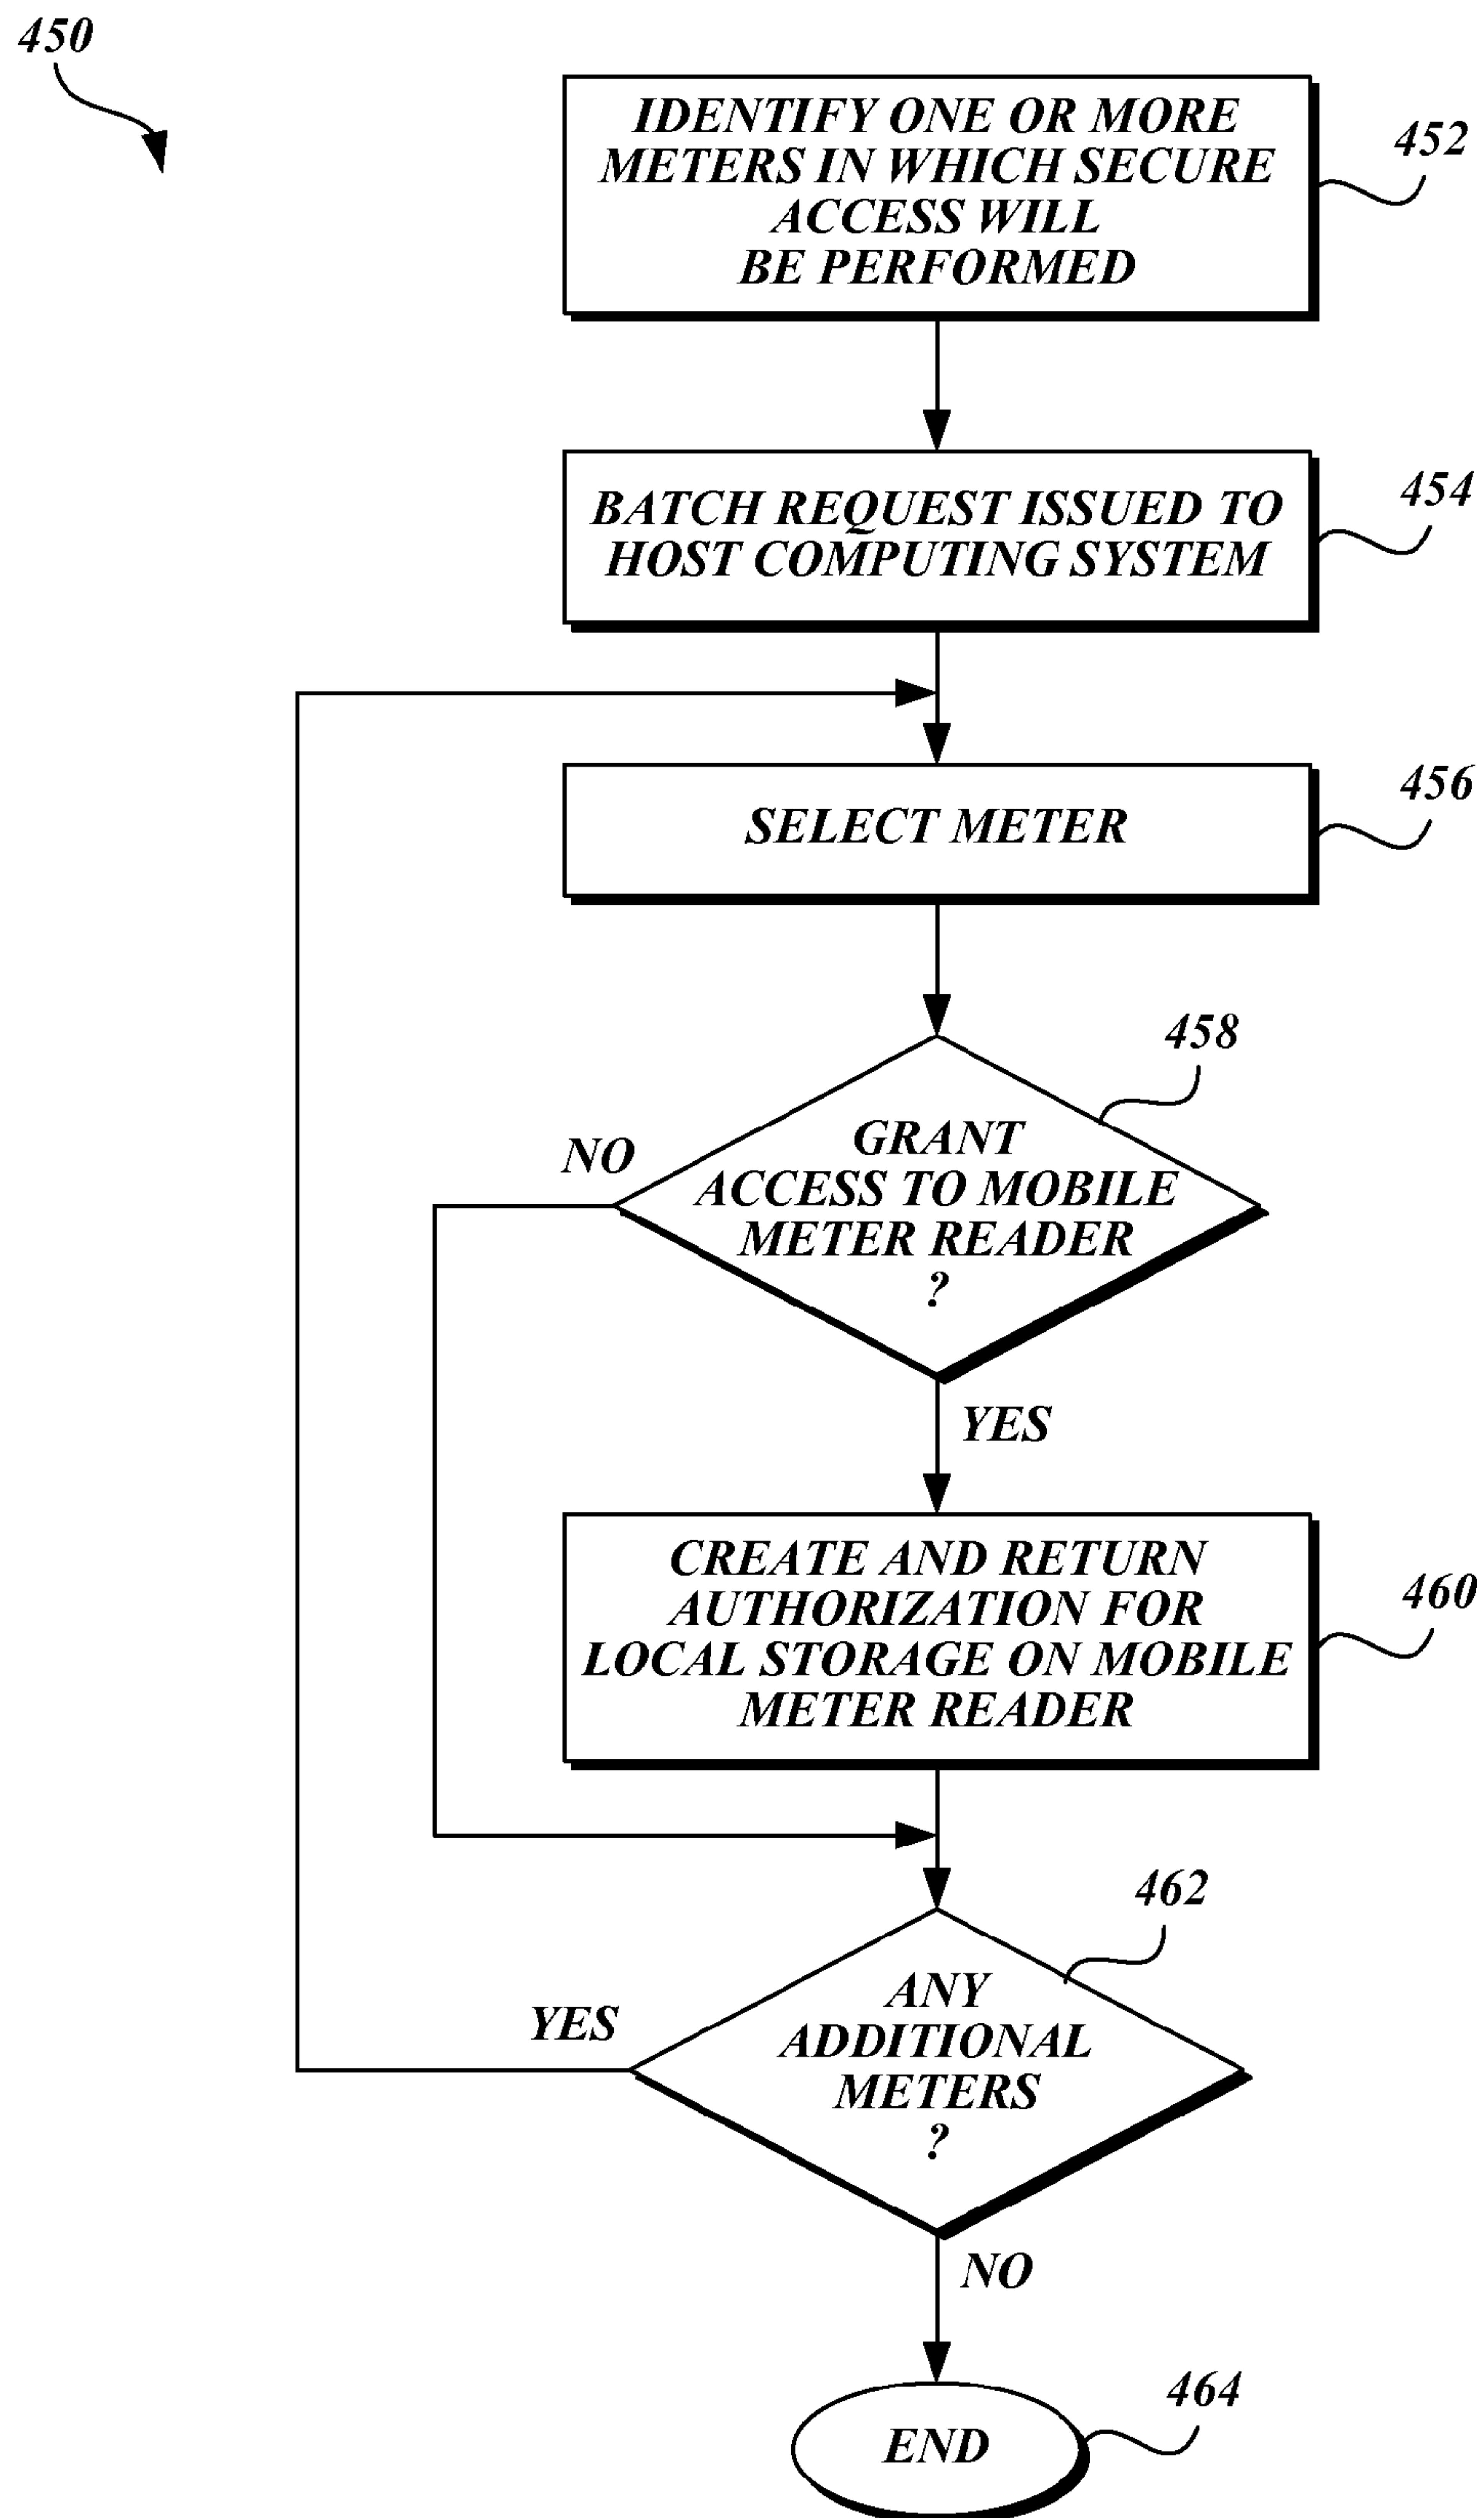 450
IDENTIFY ONE OR MORE
METERS IN WHICH SECURE
ACCESS WILL
BE PERFORMED
452
BATCH REQUEST ISSUED TO
HOST COMPUTING SYSTEM
454
SELECT METER
456
458
GRANT
ACCESS TO MOBILE
METER READER
?
NO
YES
CREATE AND RETURN
AUTHORIZATION FOR
LOCAL STORAGE ON MOBILE
METER READER
460
462
ANY
ADDITIONAL
METERS
?
YES
NO
END
464